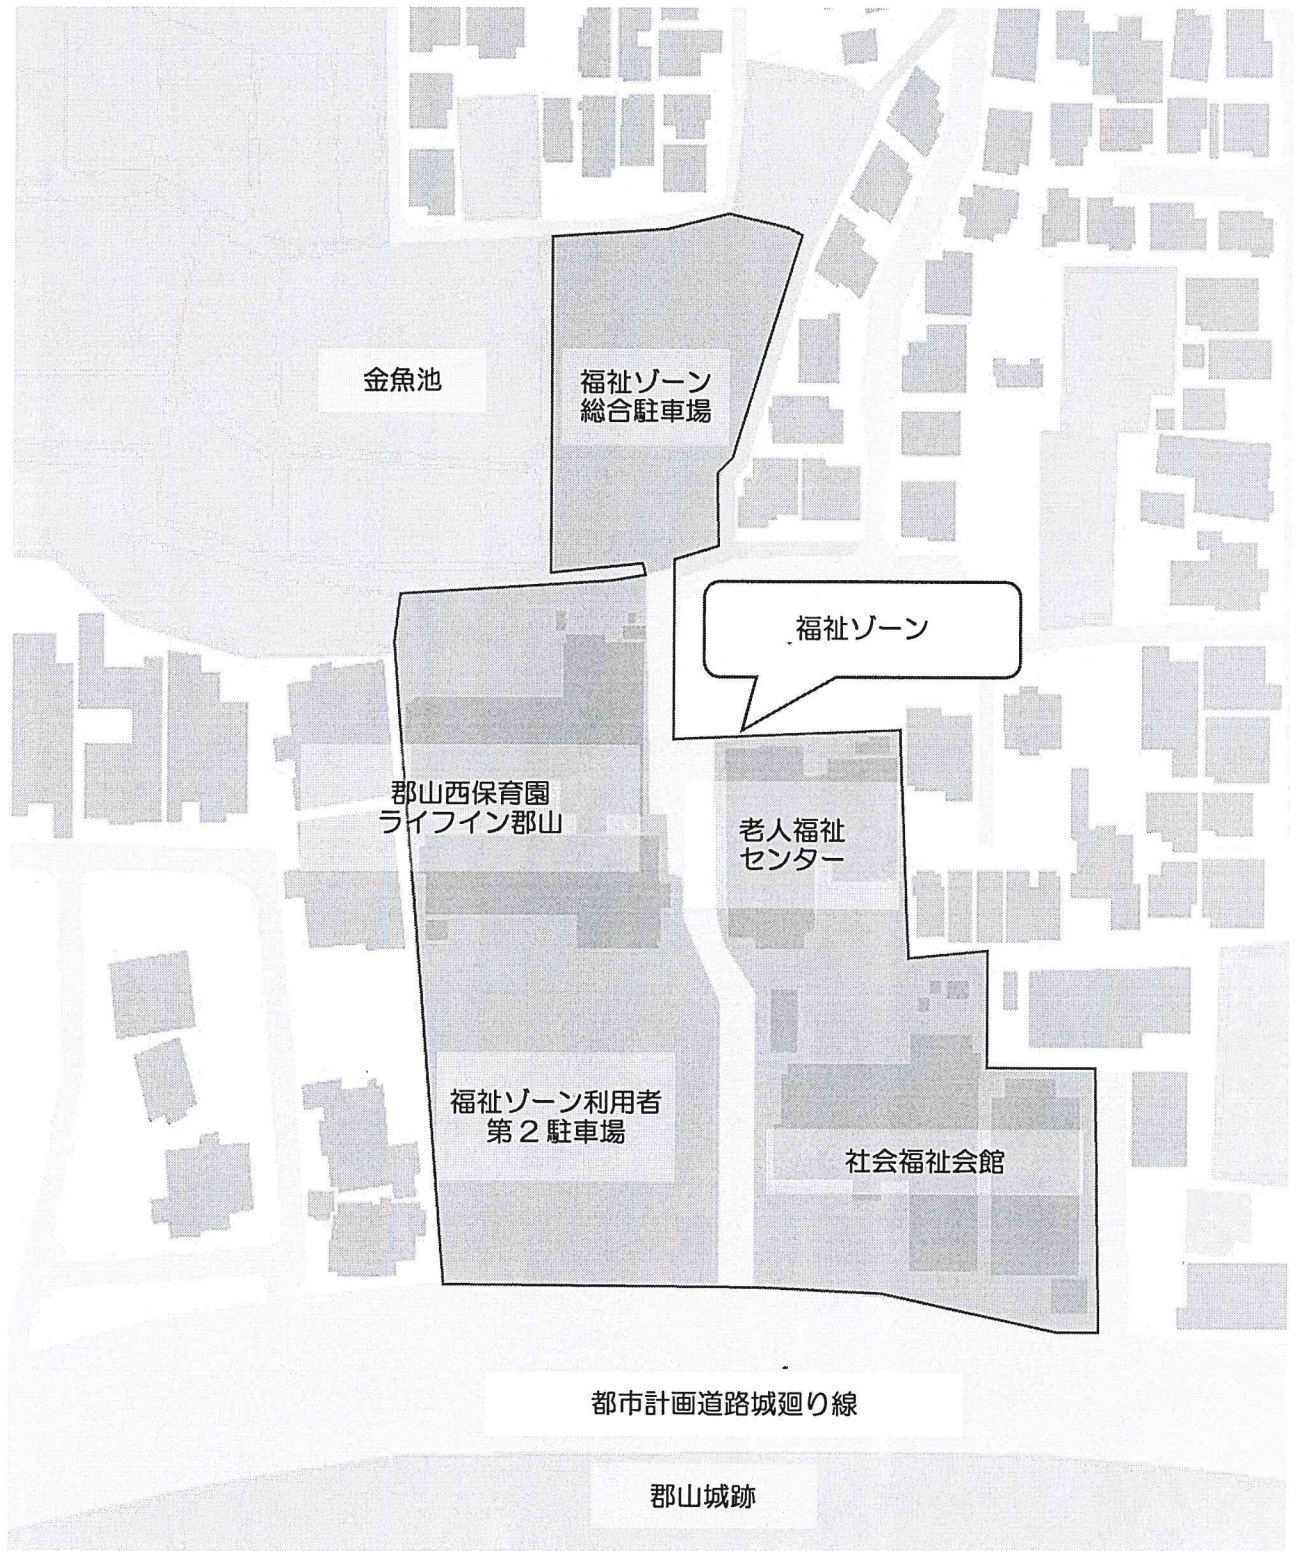 金魚池
福祉ゾーン
総合駐車場
福祉ゾーン
郡山西保育園
ライフイン郡山
老人福祉
センター
福祉ゾーン利用者
第2駐車場
社会福祉会館
都市計画道路城廻り線
郡山城跡